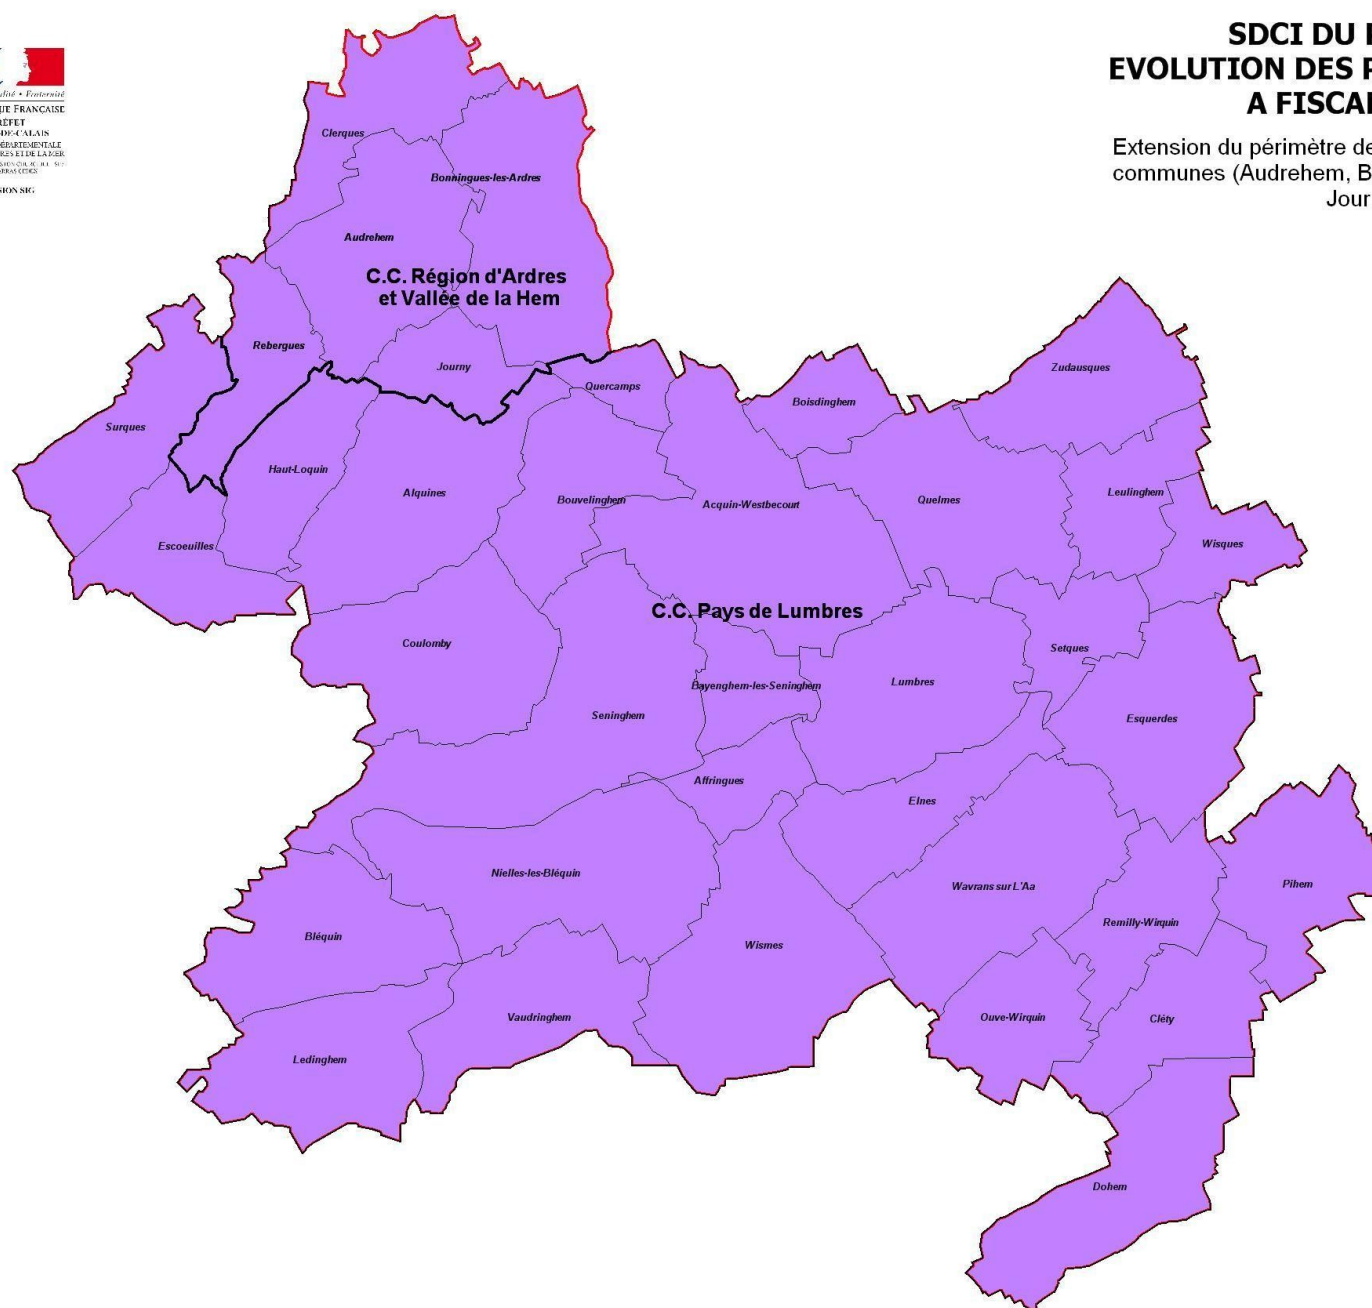 SDCI DU
EVOLUTION DES
A FISCA
Extension du périmètre de
communes (Audrehem, B
Jour
RÉPUBLIQUE FRANÇAISE
PRÉFET
Clerques
Bonningues-les-Ardres
Audrehem
C.C. Région d'Ardres
et Vallée de la Hem
Rebergues
Journy
Quercamps
Zudausques
Boisdinghem
Surques
Haut-Loquin
Alquines
Bouvelinghem
Acquin-Westbecourt
Quelmes
Leulinghem
Escoeuilles
Wisques
C.C. Pays de Lumbres
Coulomby
Setques
Bayenghem-les-Seninghem
Lumbres
Seninghem
Esquerdes
Affringues
Elnes
Nielles-les-Bléquin
Wavrans sur L'Aa
Pihem
Remilly-Wirquin
Bléquin
Wismes
Vaudringhem
Ouve-Wirquin
Cléty
Ledinghem
Dohem